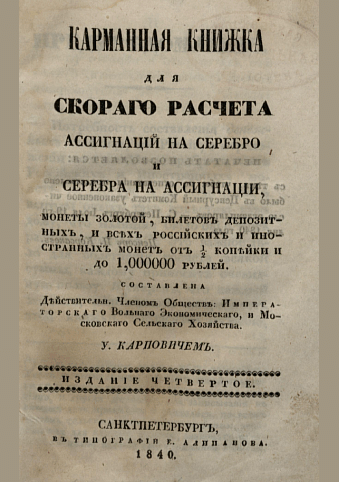 КАРМАННАЯ КНИЖКА
ДЛЯ
СКОРАГО РАСЧЕТА
АССИГНАЦІЙ НА СЕРЕБРО
И
СЕРЕБРА НА АССИГНАЦІИ,
МОНЕТЫ ЗОЛОТОЙ, БИЛЕТОВЪ ДЕПОЗИТ-
НЫХЪ, И ВСѢХЪ РОССІЙСКИХЪ И ИНО-
СТРАННЫХЪ МОНЕТЪ ОТЪ ½ КОПѢЙКИ И
ДО 1,000000 РУБЛЕЙ.
СОСТАВЛЕНА
Дѣйствительн. Членомъ Обществъ: Импера-
торскаго Вольнаго Экономическаго, и Мо-
сковскаго Сельскаго Хозяйства.
У. КАРПОВИЧЕМЪ.
ИЗДАНІЕ ЧЕТВЕРТОЕ.
САНКТПЕТЕРБУРГЪ,
ВЪ ТИПОГРАФІИ Е. АЛИПАНОВА.
1840.